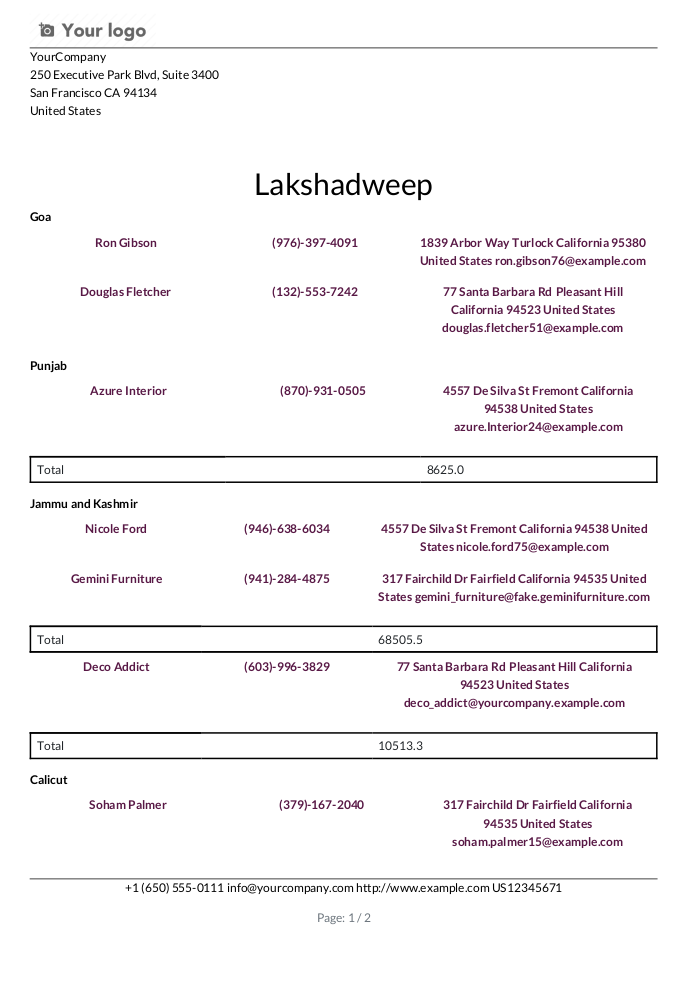 Your logo
YourCompany
250 Executive Park Blvd, Suite 3400
San Francisco CA 94134
United States
Lakshadweep
Goa
Ron Gibson (976)-397-4091 1839 Arbor Way Turlock California 95380
United States ron.gibson76@example.com
Douglas Fletcher (132)-553-7242 77 Santa Barbara Rd Pleasant Hill
California 94523 United States
douglas.fletcher51@example.com
Punjab
Azure Interior (870)-931-0505 4557 De Silva St Fremont California
94538 United States
azure.Interior24@example.com
Total 8625.0
Jammu and Kashmir
Nicole Ford (946)-638-6034 4557 De Silva St Fremont California 94538 United
States nicole.ford75@example.com
Gemini Furniture (941)-284-4875 317 Fairchild Dr Fairfield California 94535 United
States gemini_furniture@fake.geminifurniture.com
Total 68505.5
Deco Addict (603)-996-3829 77 Santa Barbara Rd Pleasant Hill California
94523 United States
deco_addict@yourcompany.example.com
Total 10513.3
Calicut
Soham Palmer (379)-167-2040 317 Fairchild Dr Fairfield California
94535 United States
soham.palmer15@example.com
+1 (650) 555-0111 info@yourcompany.com http://www.example.com US12345671
Page: 1 / 2